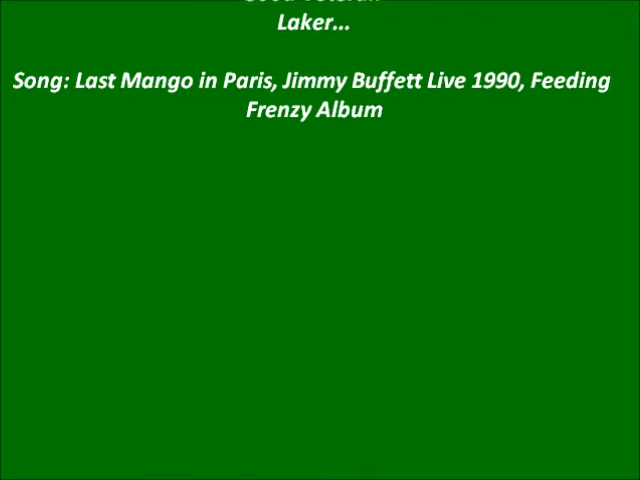 Laker...
Song: Last Mango in Paris, Jimmy Buffett Live 1990, Feeding
Frenzy Album